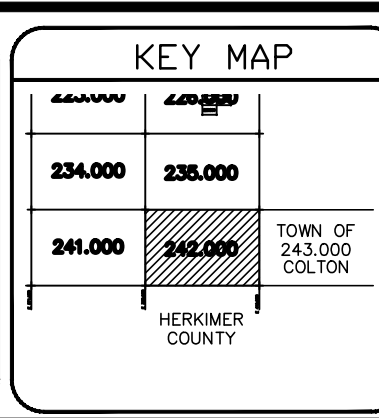 KEY MAP
234.000 235.000
241.000 242.000
TOWN OF
243.000
COLTON
HERKIMER
COUNTY